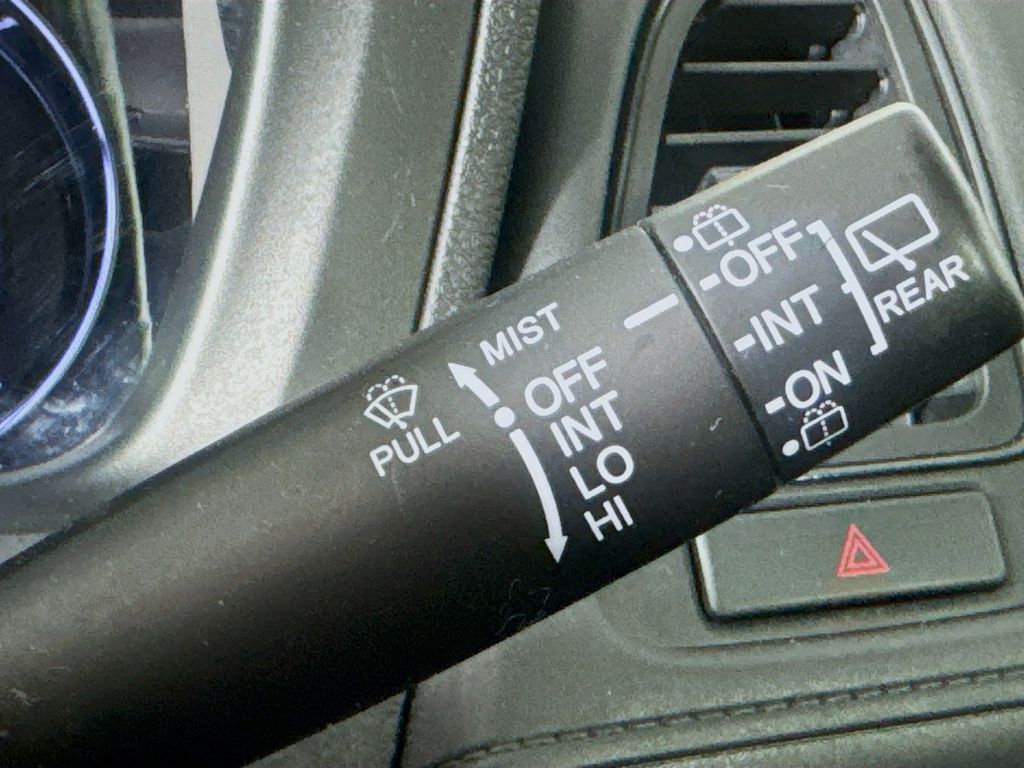 MIST
OFF
INT
LO
HI
PULL
OFF
INT
ON
REAR